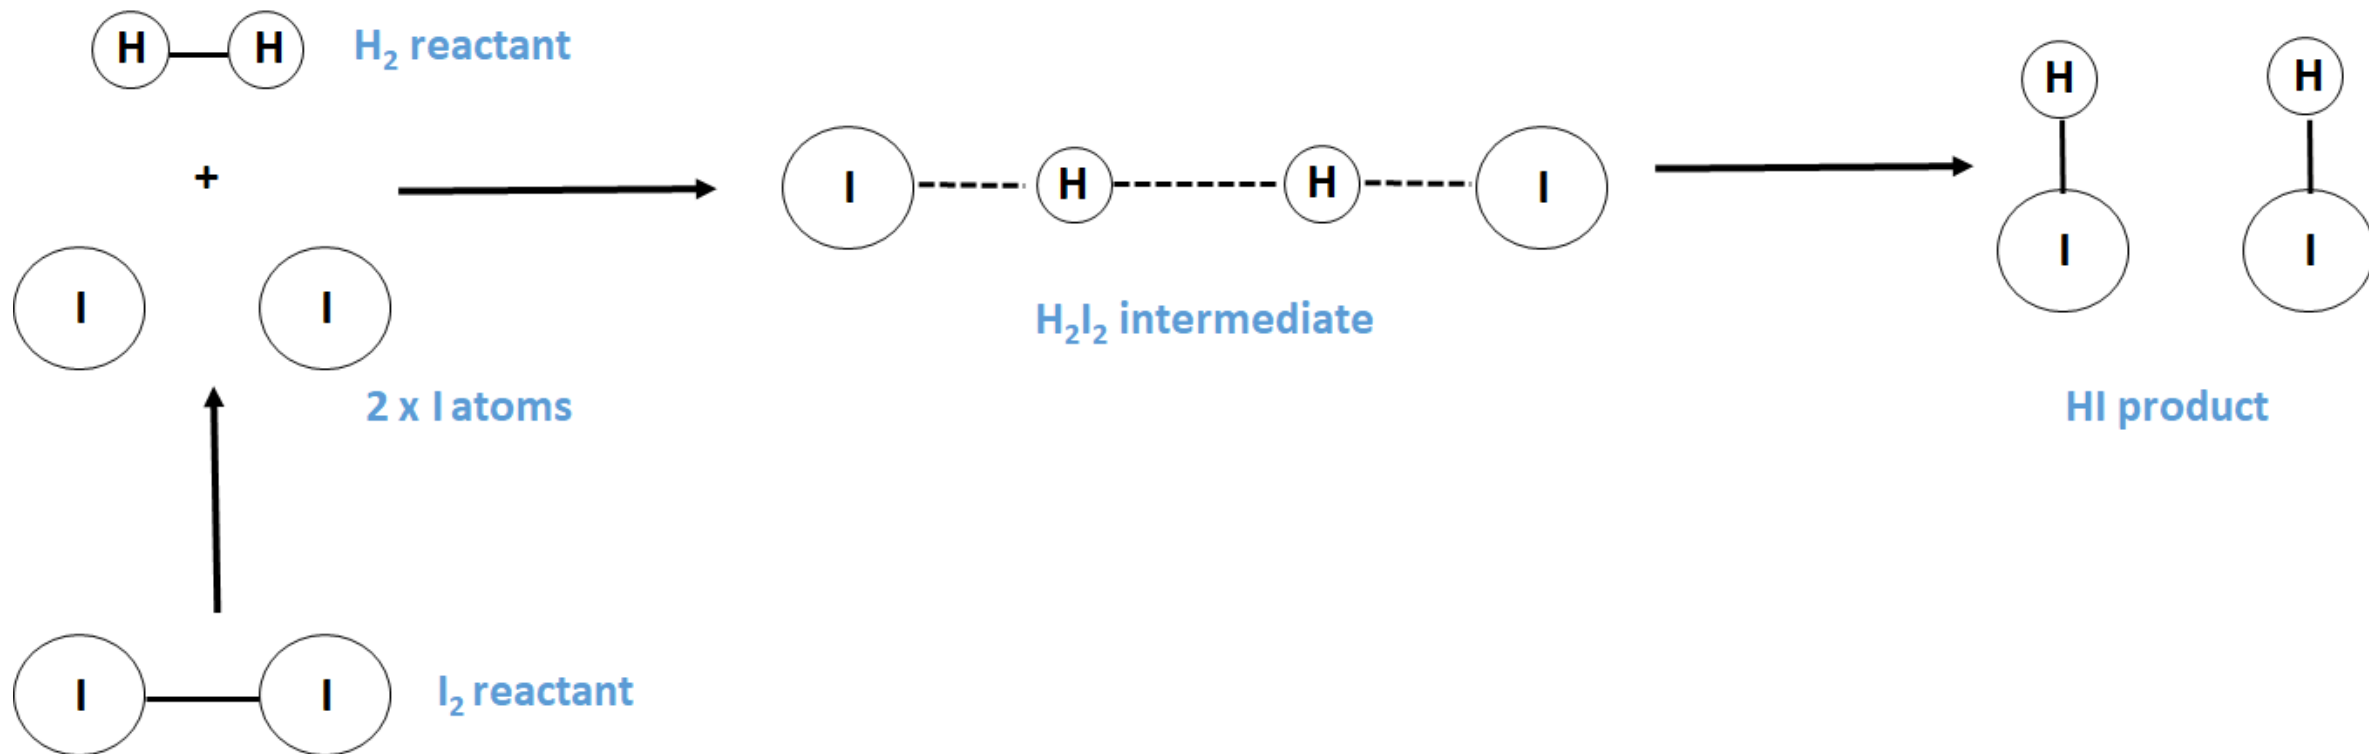 H H H₂ reactant
+
I I
2 x I atoms
I I I₂ reactant
I H H I
H₂I₂ intermediate
H H
I I
HI product